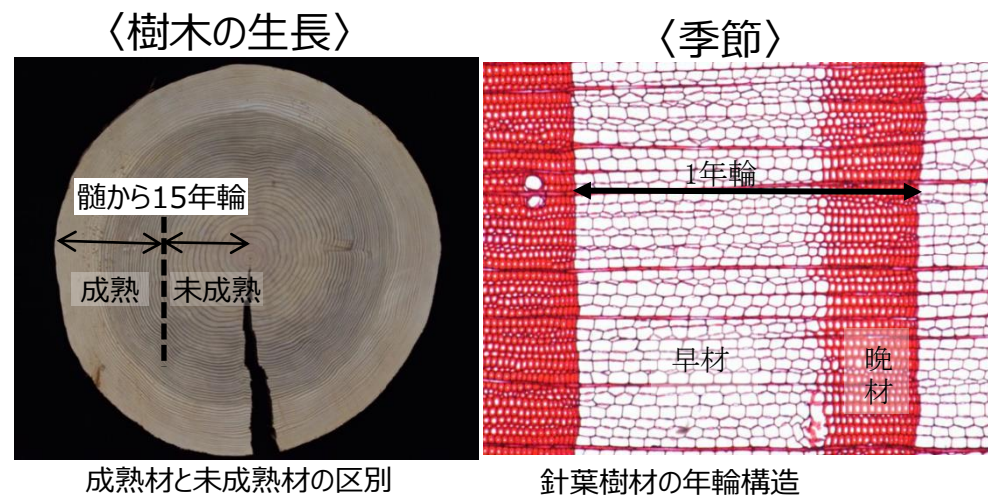 〈樹木の生長〉
〈季節〉
髄から15年輪
成熟
未成熟
1年輪
早材
晩
材
成熟材と未成熟材の区別
針葉樹材の年輪構造